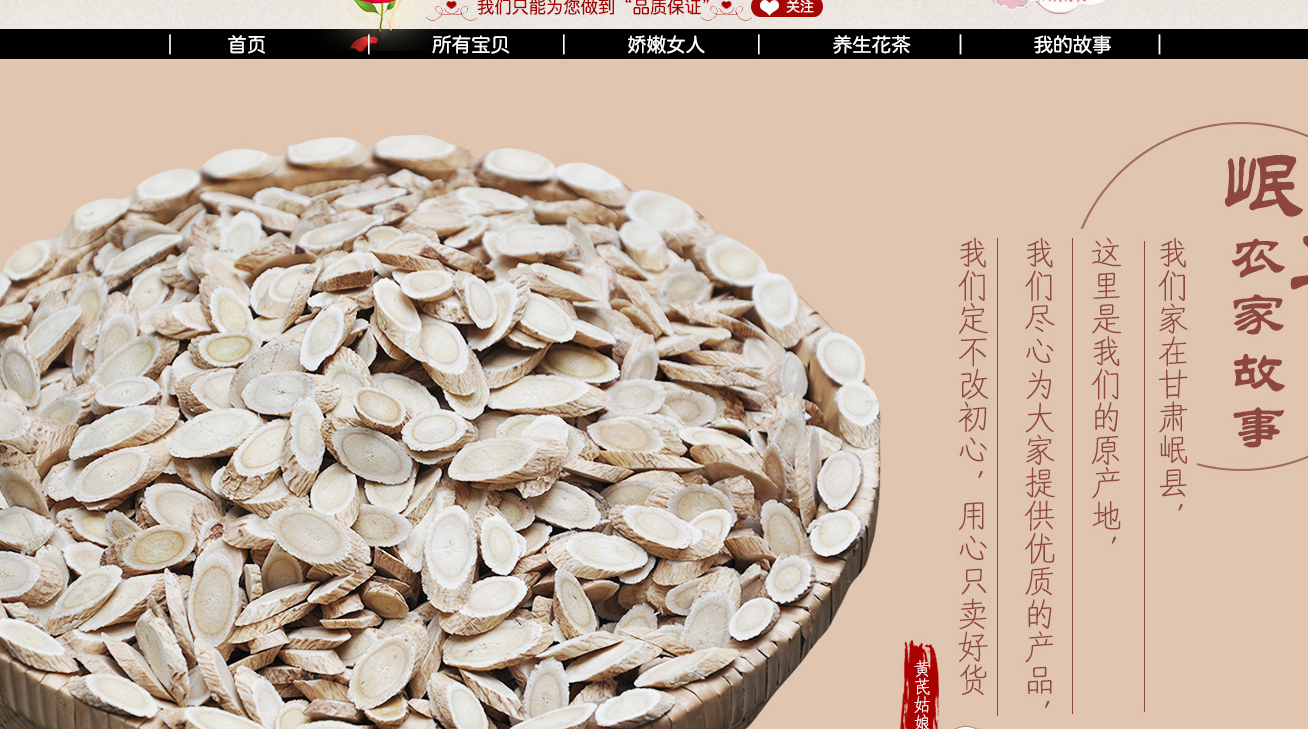 我们只能为您做到“品质保证”
关注
首页
所有宝贝
娇嫩女人
养生花茶
我的故事
岷
农家故事
我们家在甘肃岷县，
这里是我们的原产地，
我们尽心为大家提供优质的产品，
我们定不改初心，用心只卖好货
黄芪姑娘